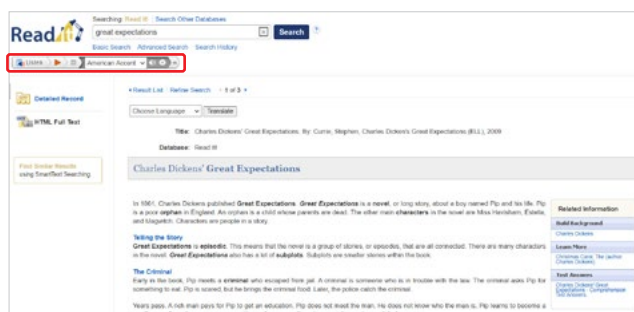 Searching: Read It! | Search Other Databases
Read it!
great expectations
Search
Basic Search Advanced Search Search History
Listen
American Accent
Result List Refine Search 1 of 3
Detailed Record
HTML Full Text
Choose Language
Translate
Title: Charles Dickens' Great Expectations. By: Currie, Stephen, Charles Dicken's Great Expectations (ELL), 2009
Database: Read It!
Find Similar Results
using SmartText Searching
Charles Dickens' Great Expectations
In 1861, Charles Dickens published Great Expectations. Great Expectations is a novel, or long story, about a boy named Pip and his life. Pip
is a poor orphan in England. An orphan is a child whose parents are dead. The other main characters in the novel are Miss Havisham, Estella,
and Magwitch. Characters are people in a story.
Telling the Story
Great Expectations is episodic. This means that the novel is a group of stories, or episodes, that are all connected. There are many characters
in the novel. Great Expectations also has a lot of subplots. Subplots are smaller stories within the book.
The Criminal
Early in the book, Pip meets a criminal who escaped from jail. A criminal is someone who is in trouble with the law. The criminal asks Pip for
something to eat. Pip is scared, but he brings the criminal food. Later, the police catch the criminal.
Years pass. A rich man pays for Pip to get an education. Pip does not meet the man. He does not know who the man is. Pip learns to become a
Related Information
Build Background
Charles Dickens
Learn More
Christmas Carol, The (author
Charles Dickens)
Text Answers
Charles Dickens' Great
Expectations - Comprehension
Text Answers